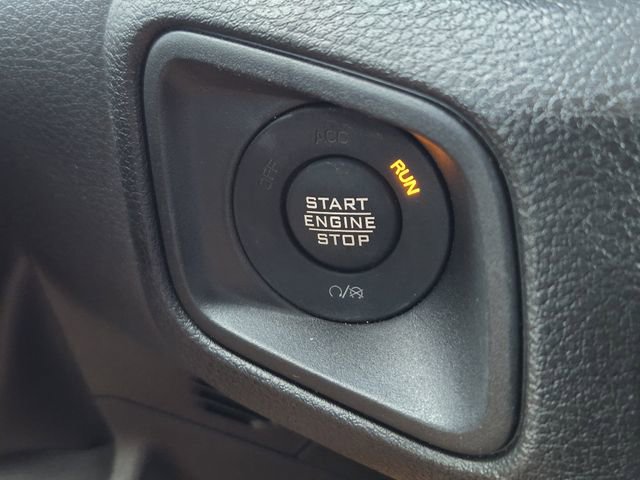 OFF
ACC
RUN
START
ENGINE
STOP